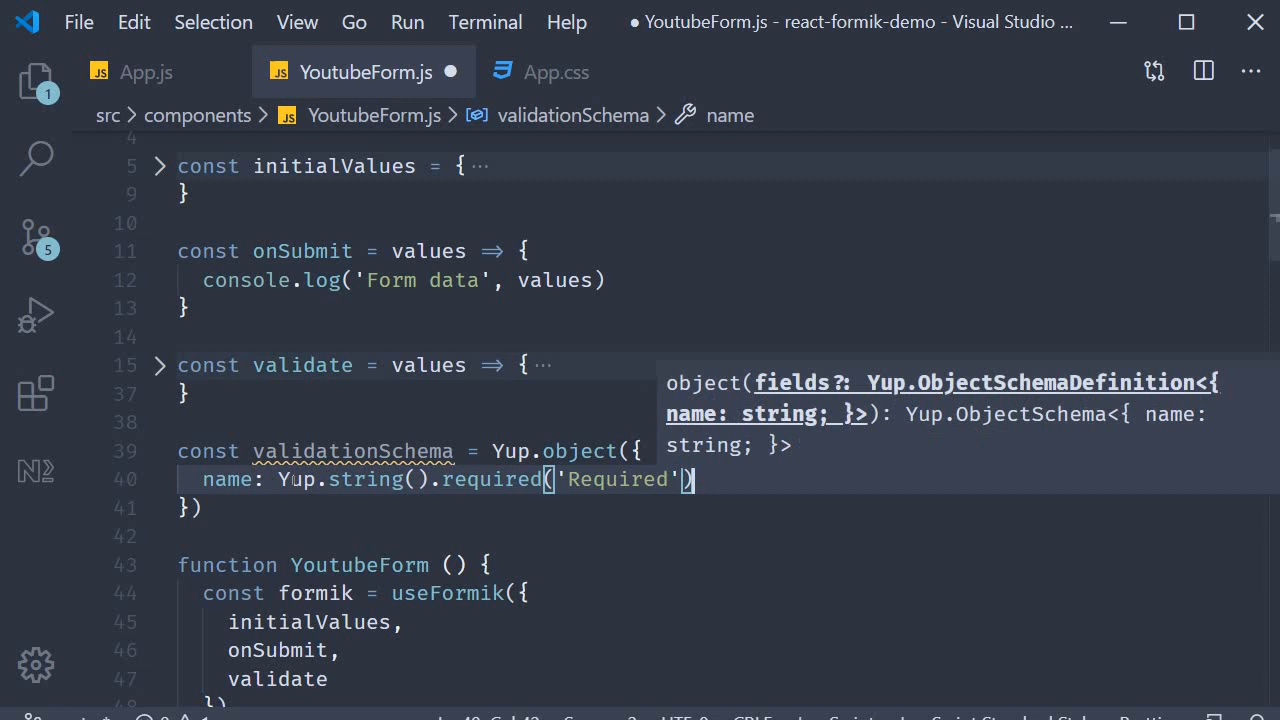 File Edit Selection View Go Run Terminal Help ● YoutubeForm.js - react-formik-demo - Visual Studio ...
JS App.js JS YoutubeForm.js ● App.css ...
src > components > JS YoutubeForm.js > validationSchema > name
1
4
5 const initialValues = {···
9 }
10
5
11 const onSubmit = values => {
12 console.log('Form data', values)
13 }
14
15 const validate = values => {···
37 }
38
object(fields?: Yup.ObjectSchemaDefinition<{
name: string; }>): Yup.ObjectSchema<{ name:
string; }>
39 const validationSchema = Yup.object({
40 name: Yup.string().required('Required')
41 })
42
43 function YoutubeForm () {
44 const formik = useFormik({
45 initialValues,
46 onSubmit,
47 validate
48 })